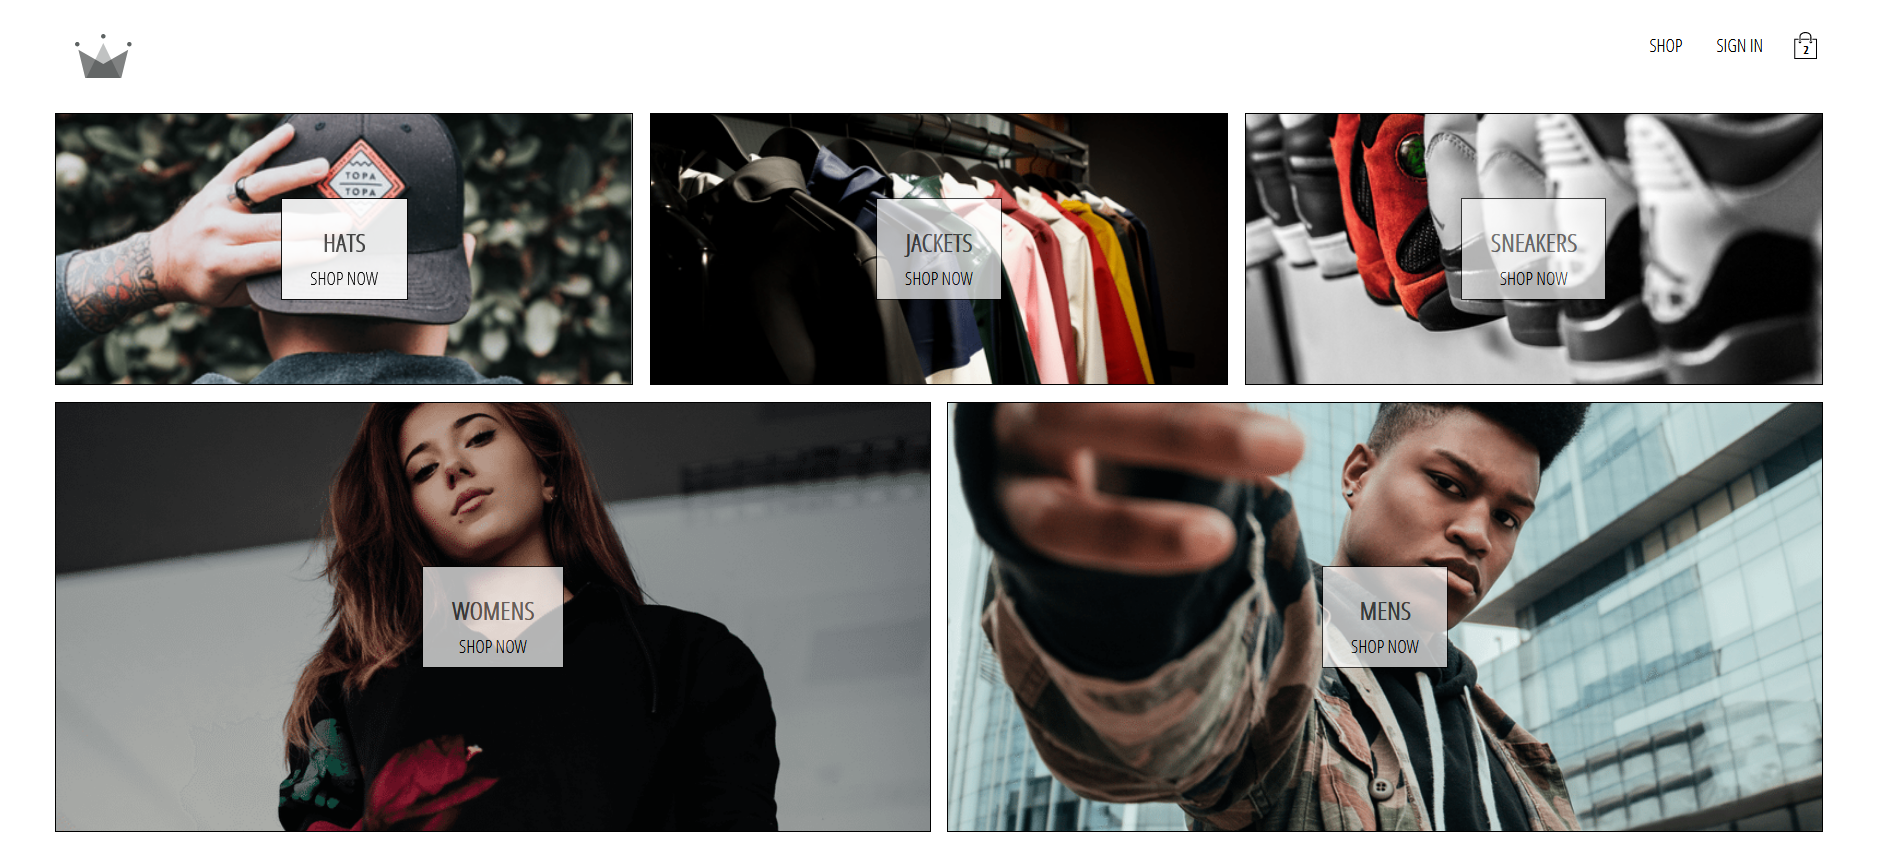 SHOP
SIGN IN
2
TOPA
TOPA
HATS
SHOP NOW
JACKETS
SHOP NOW
SNEAKERS
SHOP NOW
WOMENS
SHOP NOW
MENS
SHOP NOW